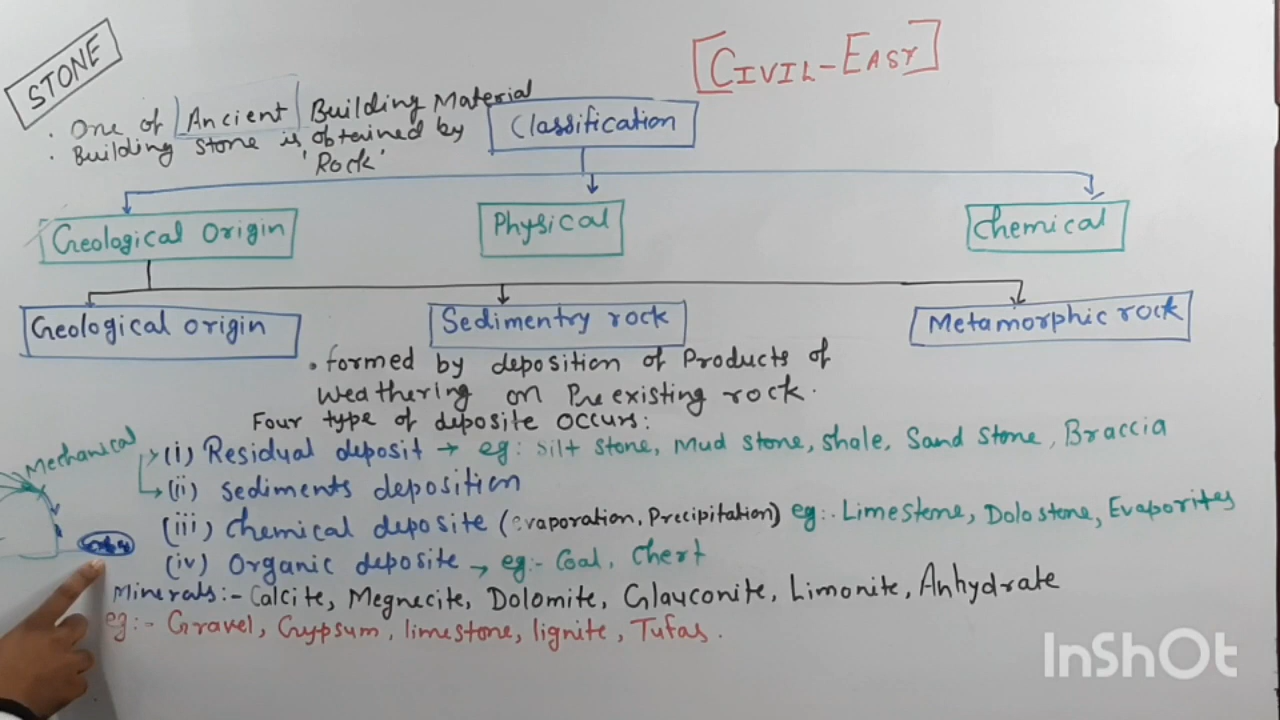 STONE
[CIVIL-EASY]
· One of Ancient Building Material
· Building stone is obtained by
'Rock'
Classification
Geological Origin
Physical
Chemical
Geological origin
Sedimentry rock
Metamorphic rock
· formed by deposition of Products of
Weathering on Pre existing rock.
Four type of deposite occurs:
Mechanical
(i) Residual deposit → eg: Silt stone, Mud stone, Shale, Sand Stone, Braccia
(ii) Sediments deposition
(iii) Chemical deposite (evaporation, Precipitation) eg:- Limestone, Dolostone, Evaporites
(iv) Organic deposite → eg:- Coal, Chert
Minerals:- Calcite, Megnecite, Dolomite, Glauconite, Limonite, Anhydrate
eg:- Gravel, Gypsum, limestone, lignite, Tufas.
InShOt